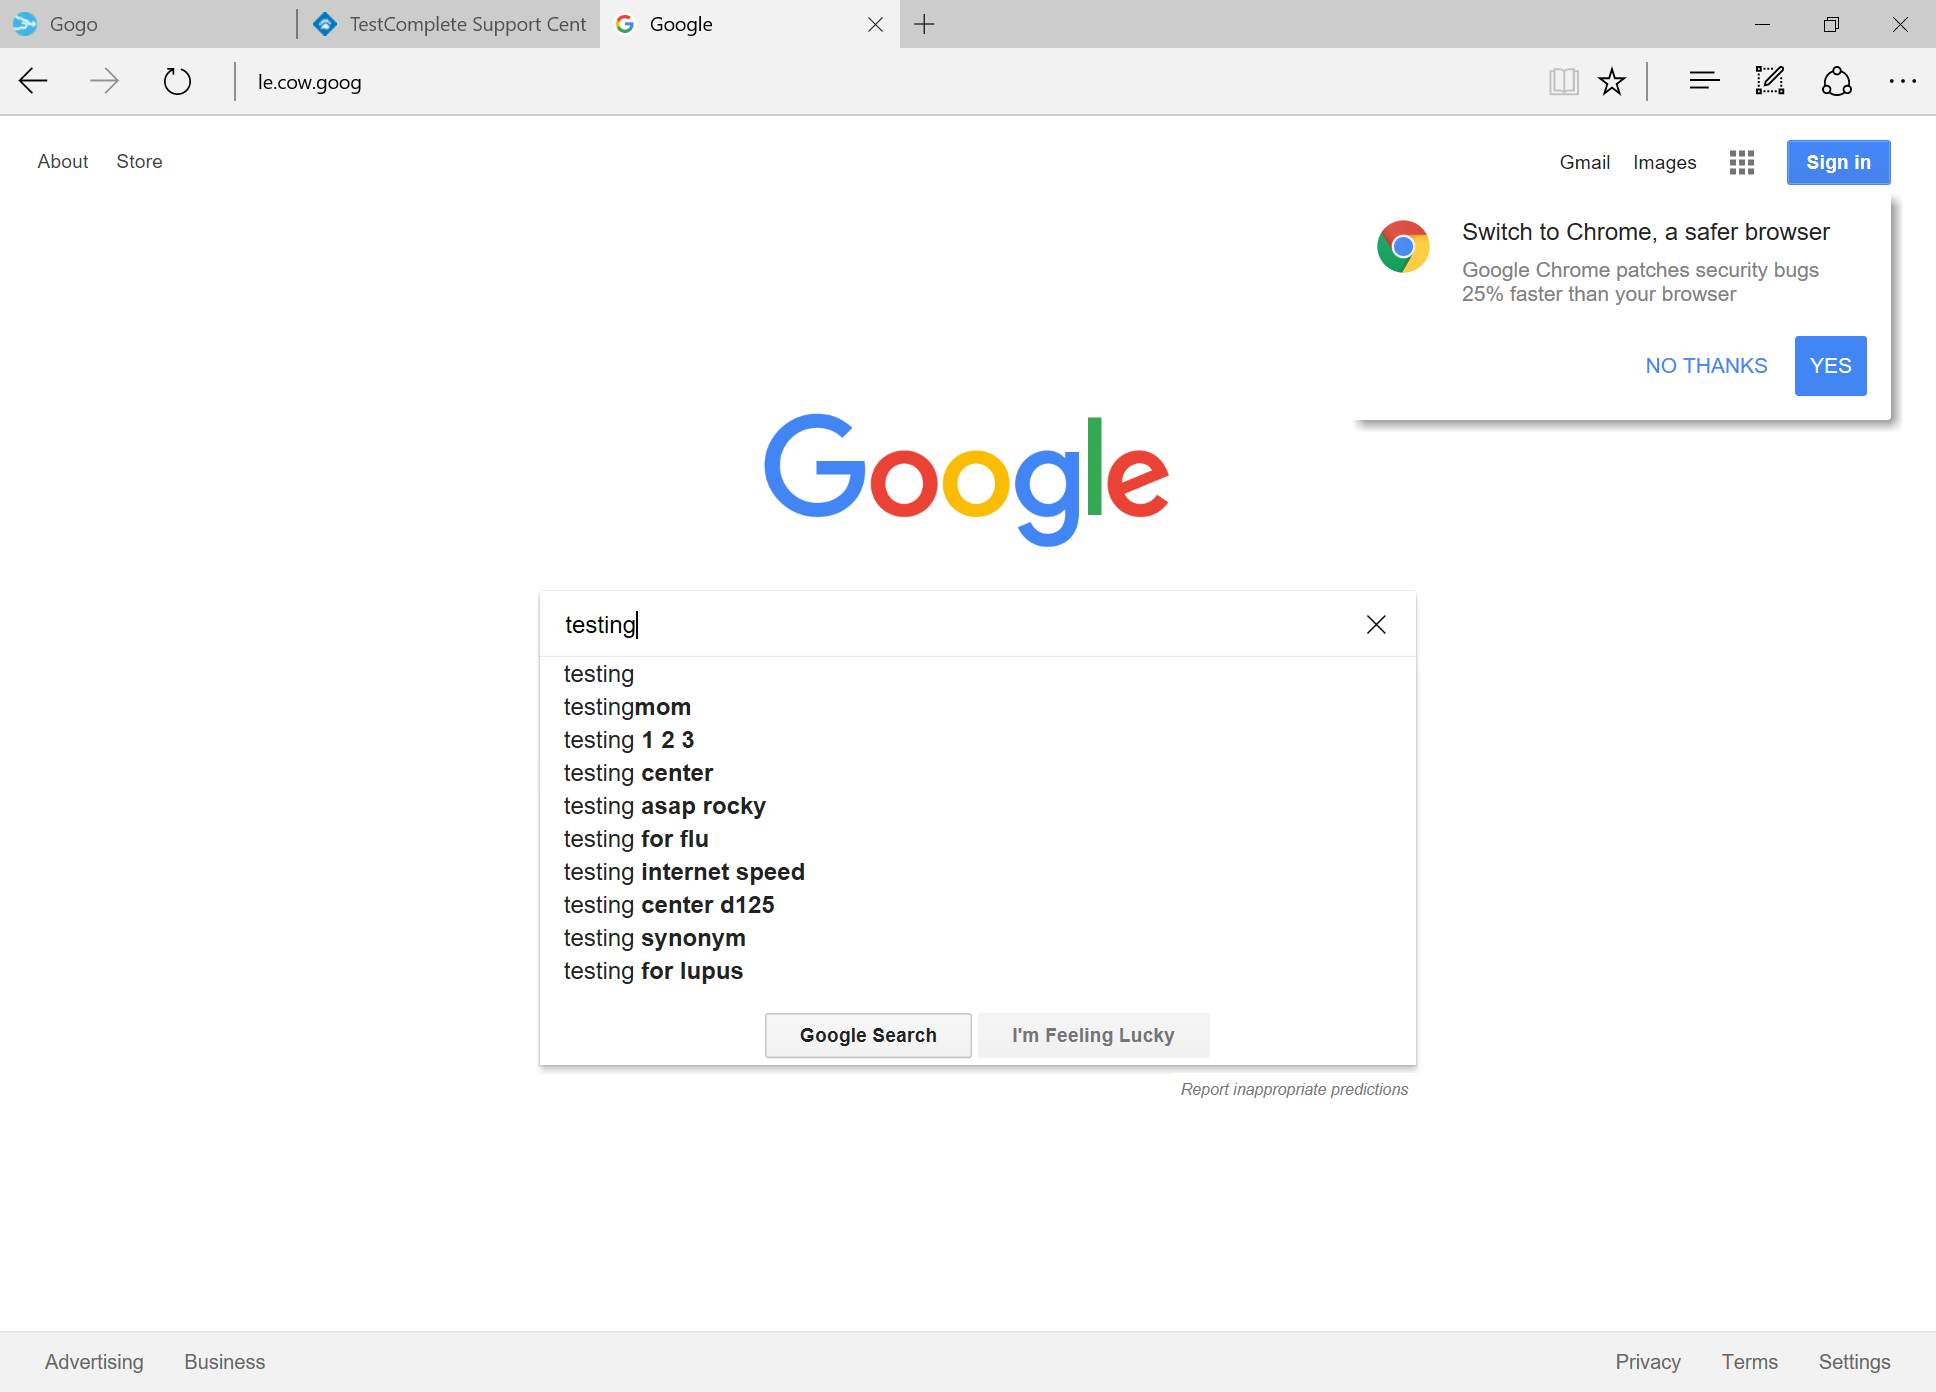 Gogo
TestComplete Support Cent
Google
le.cow.goog
About Store
Gmail Images Sign in
Switch to Chrome, a safer browser
Google Chrome patches security bugs
25% faster than your browser
NO THANKS YES
Google
testing
testing
testingmom
testing 1 2 3
testing center
testing asap rocky
testing for flu
testing internet speed
testing center d125
testing synonym
testing for lupus
Google Search I'm Feeling Lucky
Report inappropriate predictions
Advertising Business Privacy Terms Settings